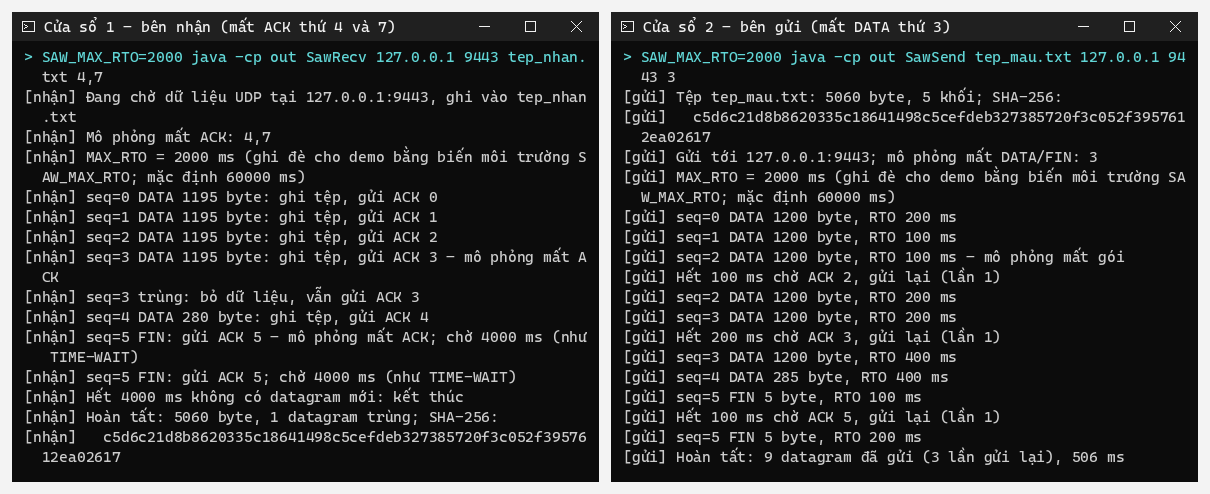 Cửa sổ 1 — bên nhận (mất ACK thứ 4 và 7)
> SAW_MAX_RTO=2000 java -cp out SawRecv 127.0.0.1 9443 tep_nhan.
txt 4,7
[nhận] Đang chờ dữ liệu UDP tại 127.0.0.1:9443, ghi vào tep_nhan
.txt
[nhận] Mô phỏng mất ACK: 4,7
[nhận] MAX_RTO = 2000 ms (ghi đè cho demo bằng biến môi trường S
AW_MAX_RTO; mặc định 60000 ms)
[nhận] seq=0 DATA 1195 byte: ghi tệp, gửi ACK 0
[nhận] seq=1 DATA 1195 byte: ghi tệp, gửi ACK 1
[nhận] seq=2 DATA 1195 byte: ghi tệp, gửi ACK 2
[nhận] seq=3 DATA 1195 byte: ghi tệp, gửi ACK 3 — mô phỏng mất A
CK
[nhận] seq=3 trùng: bỏ dữ liệu, vẫn gửi ACK 3
[nhận] seq=4 DATA 280 byte: ghi tệp, gửi ACK 4
[nhận] seq=5 FIN: gửi ACK 5 — mô phỏng mất ACK; chờ 4000 ms (như
TIME-WAIT)
[nhận] seq=5 FIN: gửi ACK 5; chờ 4000 ms (như TIME-WAIT)
[nhận] Hết 4000 ms không có datagram mới: kết thúc
[nhận] Hoàn tất: 5060 byte, 1 datagram trùng; SHA-256:
[nhận]   c5d6c21d8b8620335c18641498c5cefdeb327385720f3c052f39576
12ea02617
Cửa sổ 2 — bên gửi (mất DATA thứ 3)
> SAW_MAX_RTO=2000 java -cp out SawSend tep_mau.txt 127.0.0.1 94
43 3
[gửi] Tệp tep_mau.txt: 5060 byte, 5 khối; SHA-256:
[gửi]   c5d6c21d8b8620335c18641498c5cefdeb327385720f3c052f395761
2ea02617
[gửi] Gửi tới 127.0.0.1:9443; mô phỏng mất DATA/FIN: 3
[gửi] MAX_RTO = 2000 ms (ghi đè cho demo bằng biến môi trường SA
W_MAX_RTO; mặc định 60000 ms)
[gửi] seq=0 DATA 1200 byte, RTO 200 ms
[gửi] seq=1 DATA 1200 byte, RTO 100 ms
[gửi] seq=2 DATA 1200 byte, RTO 100 ms — mô phỏng mất gói
[gửi] Hết 100 ms chờ ACK 2, gửi lại (lần 1)
[gửi] seq=2 DATA 1200 byte, RTO 200 ms
[gửi] seq=3 DATA 1200 byte, RTO 200 ms
[gửi] Hết 200 ms chờ ACK 3, gửi lại (lần 1)
[gửi] seq=3 DATA 1200 byte, RTO 400 ms
[gửi] seq=4 DATA 285 byte, RTO 400 ms
[gửi] seq=5 FIN 5 byte, RTO 100 ms
[gửi] Hết 100 ms chờ ACK 5, gửi lại (lần 1)
[gửi] seq=5 FIN 5 byte, RTO 200 ms
[gửi] Hoàn tất: 9 datagram đã gửi (3 lần gửi lại), 506 ms